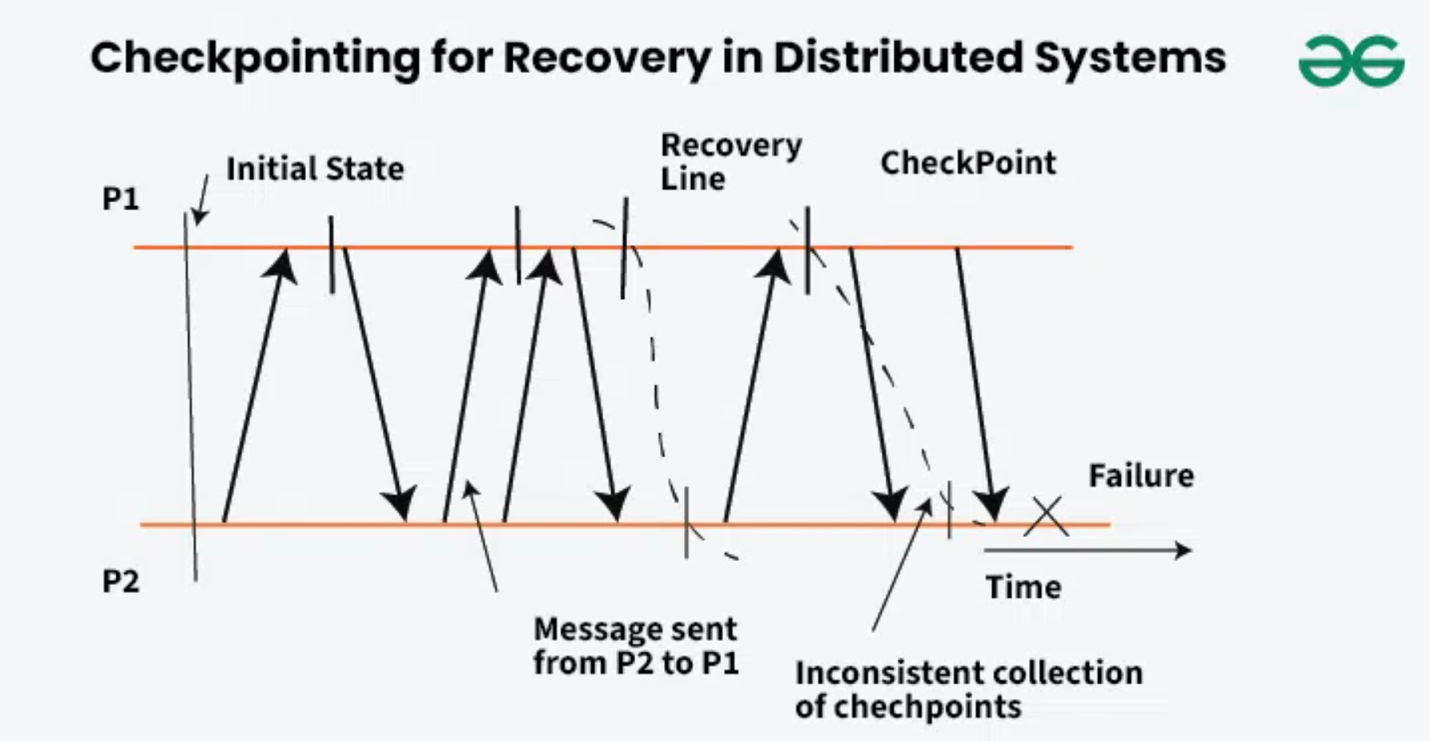 Checkpointing for Recovery in Distributed Systems
Initial State
Recovery
Line
CheckPoint
P1
Failure
P2
Time
Message sent
from P2 to P1
Inconsistent collection
of chechpoints